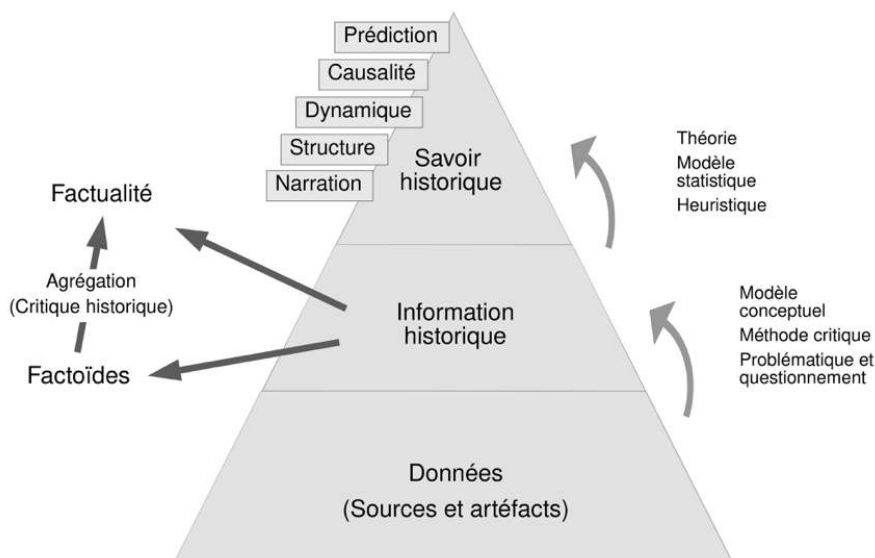 Prédiction
Causalité
Dynamique
Structure
Narration
Savoir
historique
Théorie
Modèle
statistique
Heuristique
Factualité
Agrégation
(Critique historique)
Factoïdes
Information
historique
Modèle
conceptuel
Méthode critique
Problématique et
questionnement
Données
(Sources et artéfacts)